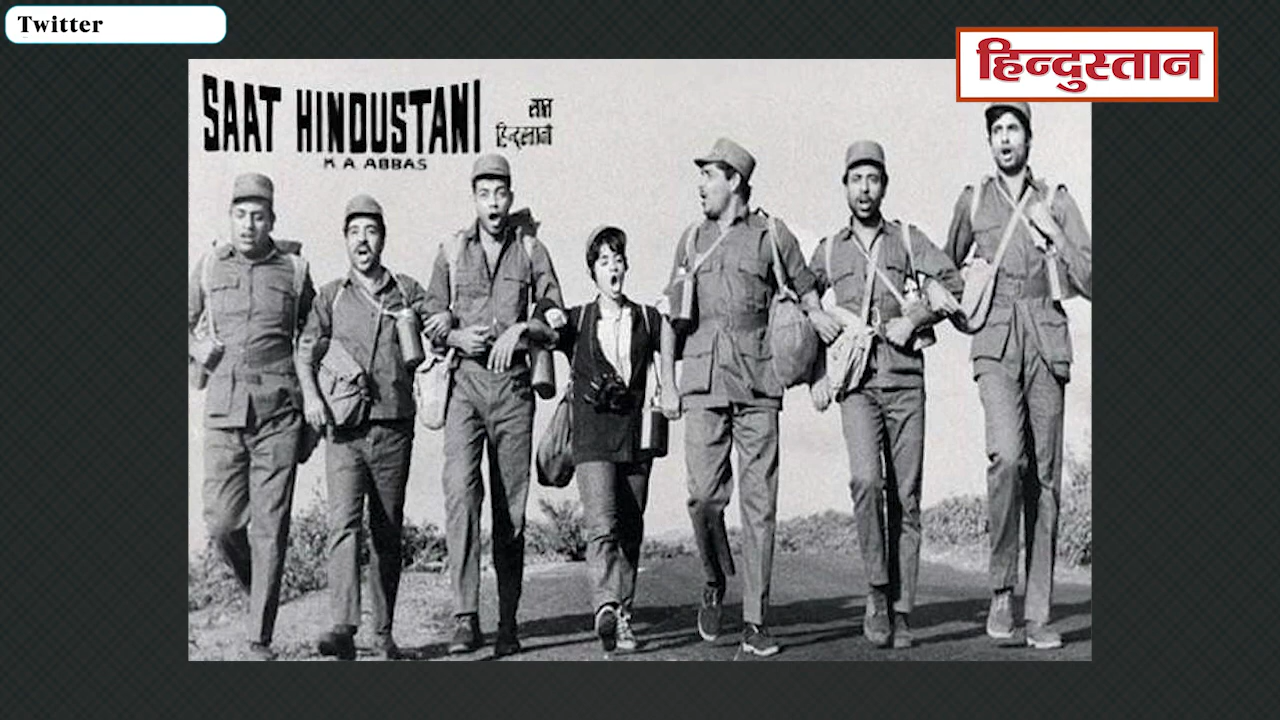 Twitter
हिन्दुस्तान
SAAT HINDUSTANI
सात
हिन्दुस्तानी
K. A. ABBAS